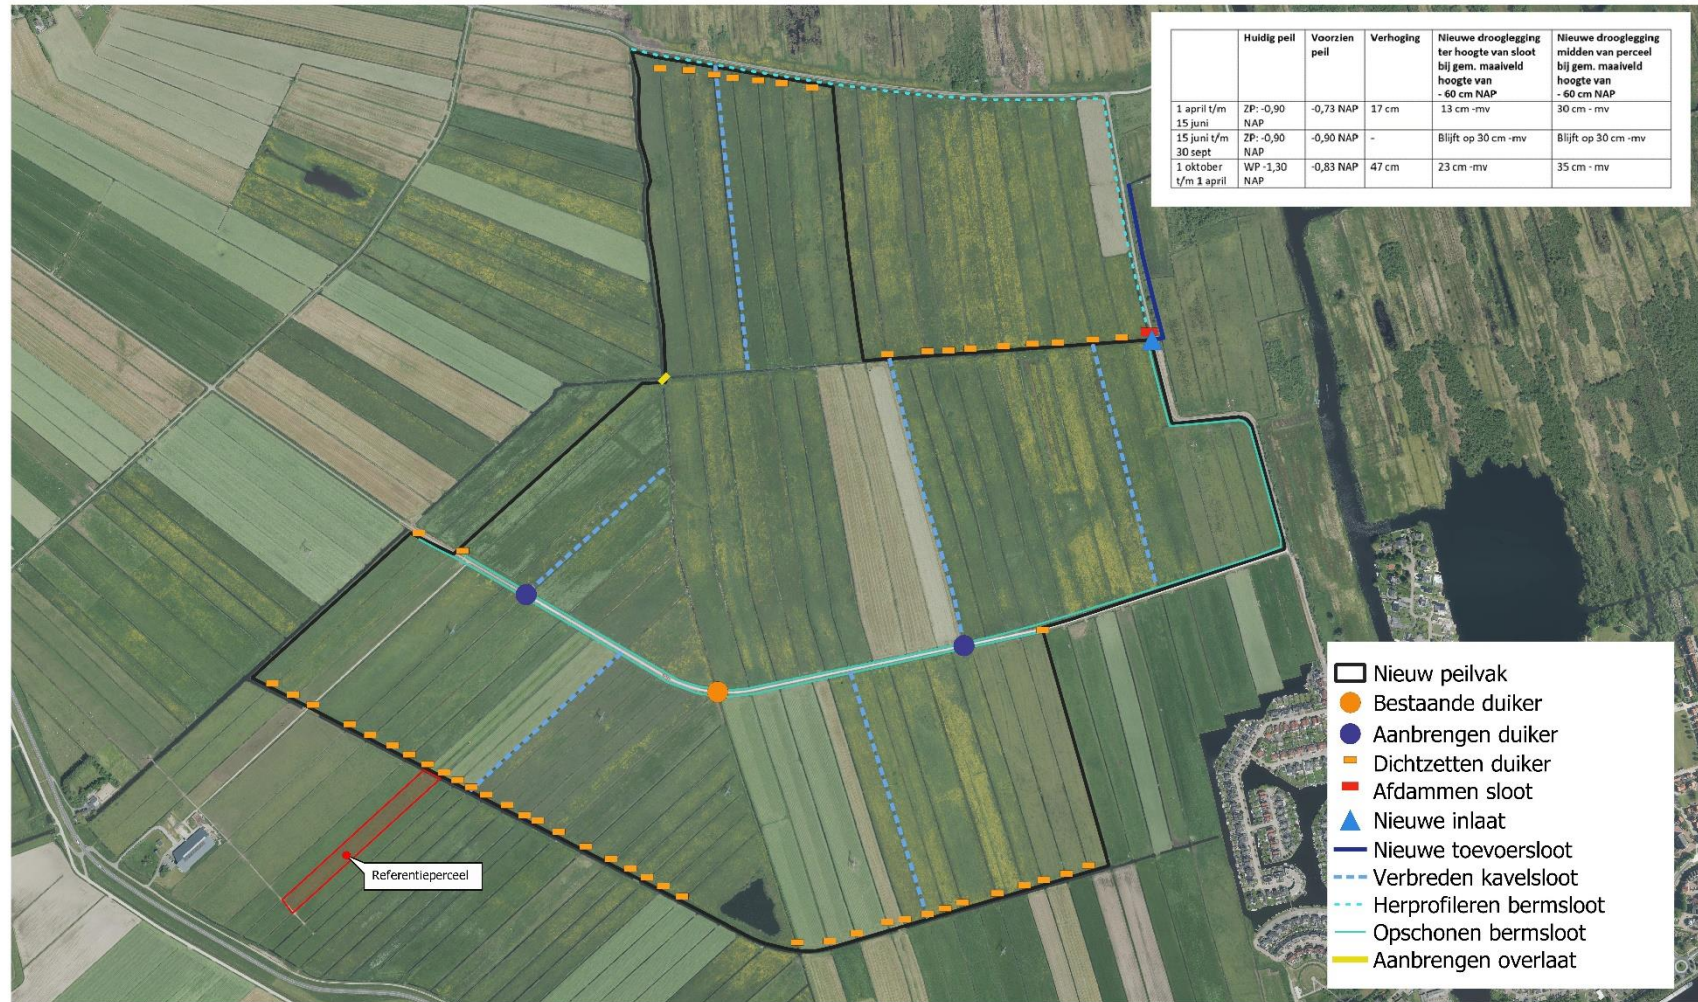 Huidig peil
Voorzien
peil
Verhoging
Nieuwe drooglegging
ter hoogte van sloot
bij gem. maaiveld
hoogte van
- 60 cm NAP
Nieuwe drooglegging
midden van perceel
bij gem. maaiveld
hoogte van
- 60 cm NAP
1 april t/m
15 juni
ZP: -0,90
NAP
-0,73 NAP
17 cm
13 cm -mv
30 cm - mv
15 juni t/m
30 sept
ZP: -0,90
NAP
-0,90 NAP
-
Blijft op 30 cm -mv
Blijft op 30 cm -mv
1 oktober
t/m 1 april
WP -1,30
NAP
-0,83 NAP
47 cm
23 cm -mv
35 cm - mv
Referentieperceel
Nieuw peilvak
Bestaande duiker
Aanbrengen duiker
Dichtzetten duiker
Afdammen sloot
Nieuwe inlaat
Nieuwe toevoersloot
Verbreden kavelsloot
Herprofileren bermsloot
Opschonen bermsloot
Aanbrengen overlaat